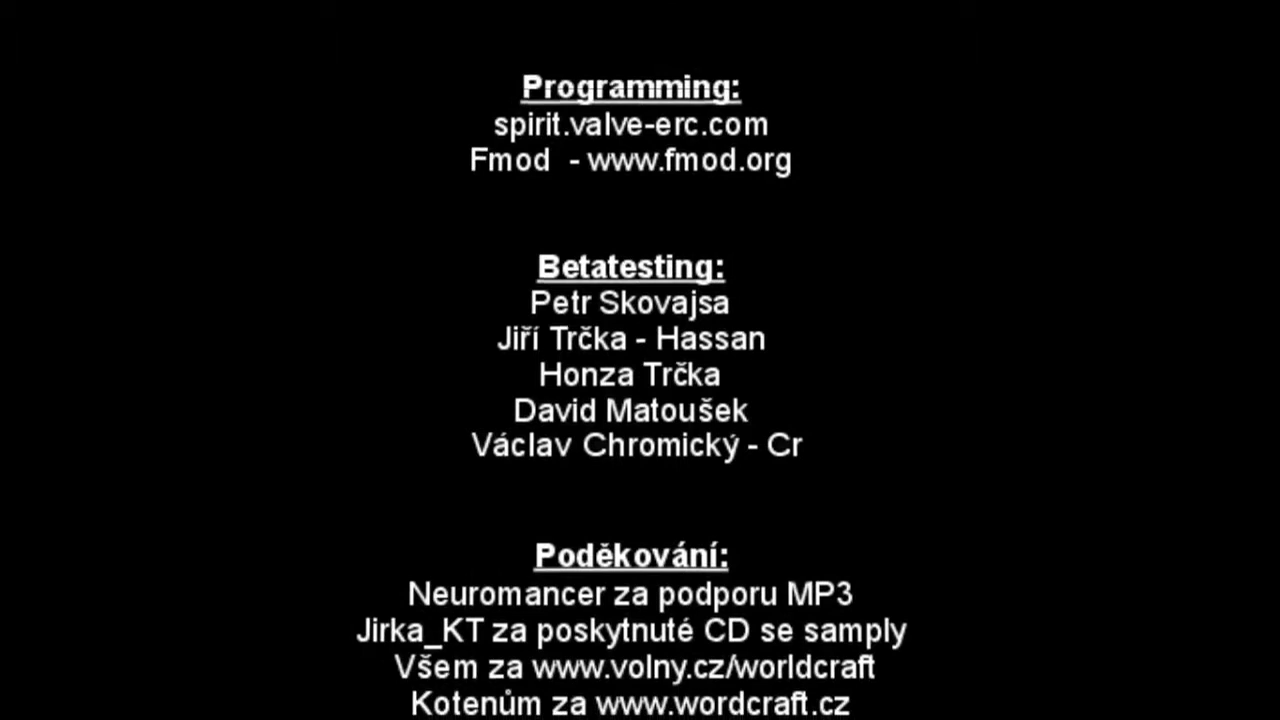 Programming:
spirit.valve-erc.com
Fmod - www.fmod.org
Betatesting:
Petr Skovajsa
Jiří Trčka - Hassan
Honza Trčka
David Matoušek
Václav Chromický - Cr
Poděkování:
Neuromancer za podporu MP3
Jirka_KT za poskytnuté CD se samply
Všem za www.volny.cz/worldcraft
Kotenům za www.wordcraft.cz